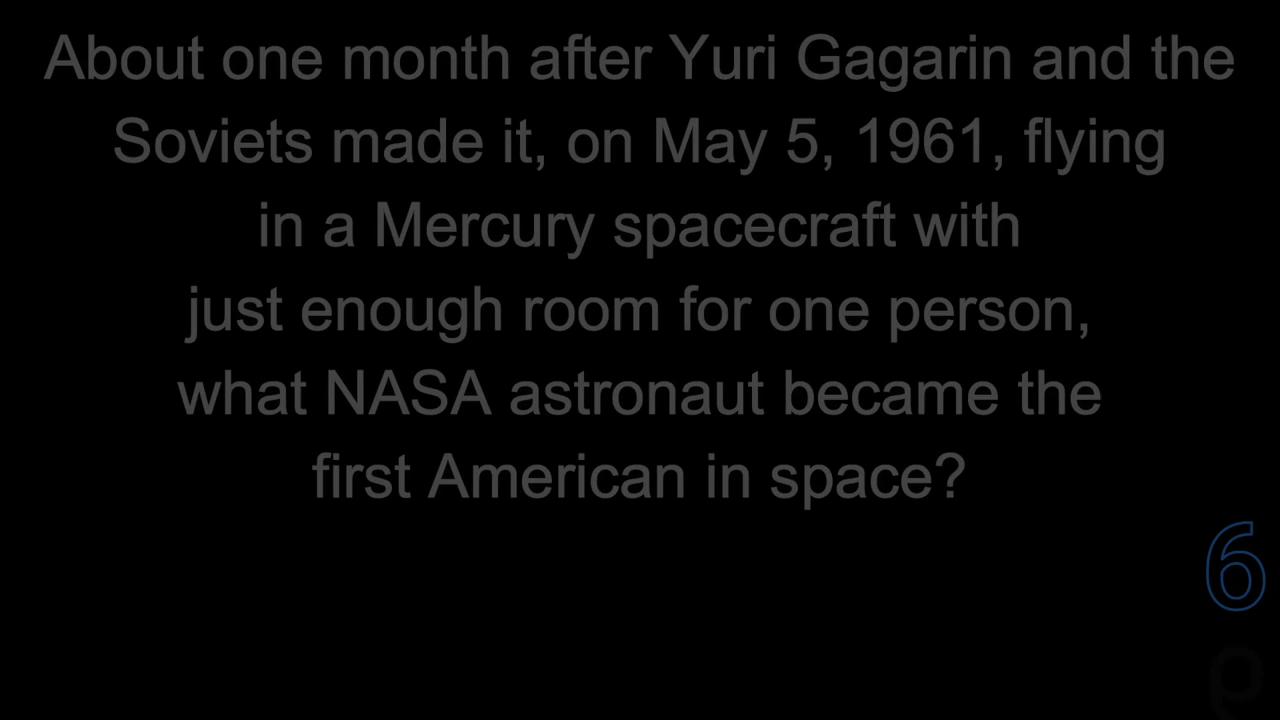 About one month after Yuri Gagarin and the
Soviets made it, on May 5, 1961, flying
in a Mercury spacecraft with
just enough room for one person,
what NASA astronaut became the
first American in space?
6